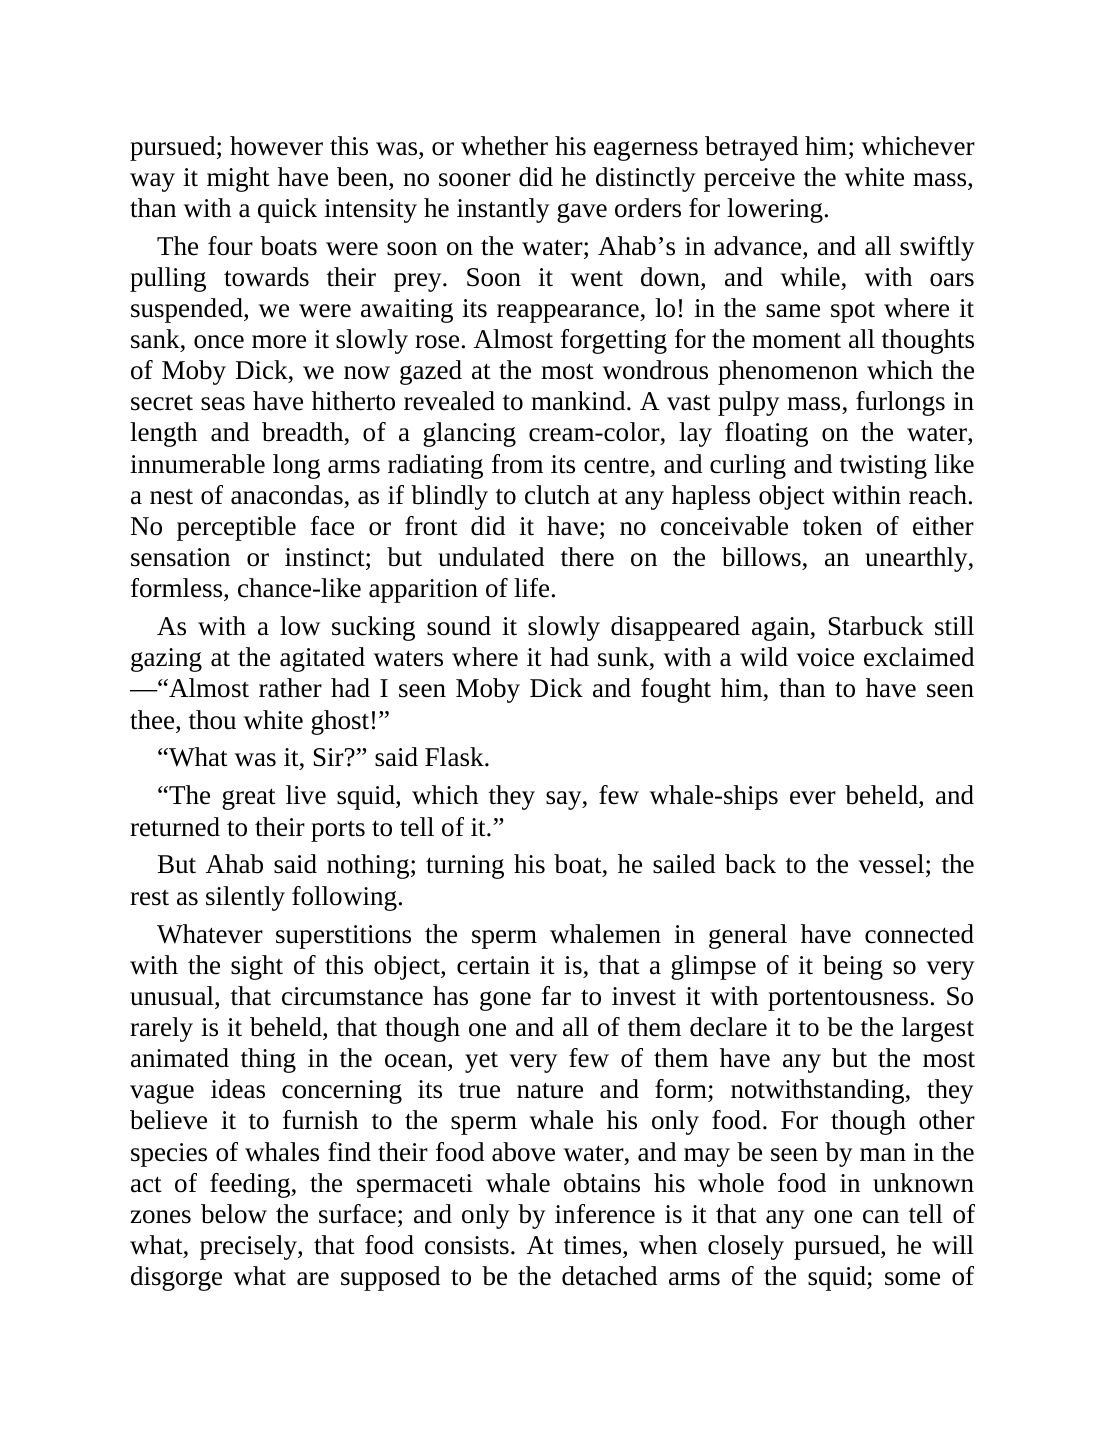 pursued; however this was, or whether his eagerness betrayed him; whichever
way it might have been, no sooner did he distinctly perceive the white mass,
than with a quick intensity he instantly gave orders for lowering.
The four boats were soon on the water; Ahab’s in advance, and all swiftly
pulling towards their prey. Soon it went down, and while, with oars
suspended, we were awaiting its reappearance, lo! in the same spot where it
sank, once more it slowly rose. Almost forgetting for the moment all thoughts
of Moby Dick, we now gazed at the most wondrous phenomenon which the
secret seas have hitherto revealed to mankind. A vast pulpy mass, furlongs in
length and breadth, of a glancing cream-color, lay floating on the water,
innumerable long arms radiating from its centre, and curling and twisting like
a nest of anacondas, as if blindly to clutch at any hapless object within reach.
No perceptible face or front did it have; no conceivable token of either
sensation or instinct; but undulated there on the billows, an unearthly,
formless, chance-like apparition of life.
As with a low sucking sound it slowly disappeared again, Starbuck still
gazing at the agitated waters where it had sunk, with a wild voice exclaimed
—“Almost rather had I seen Moby Dick and fought him, than to have seen
thee, thou white ghost!”
“What was it, Sir?” said Flask.
“The great live squid, which they say, few whale-ships ever beheld, and
returned to their ports to tell of it.”
But Ahab said nothing; turning his boat, he sailed back to the vessel; the
rest as silently following.
Whatever superstitions the sperm whalemen in general have connected
with the sight of this object, certain it is, that a glimpse of it being so very
unusual, that circumstance has gone far to invest it with portentousness. So
rarely is it beheld, that though one and all of them declare it to be the largest
animated thing in the ocean, yet very few of them have any but the most
vague ideas concerning its true nature and form; notwithstanding, they
believe it to furnish to the sperm whale his only food. For though other
species of whales find their food above water, and may be seen by man in the
act of feeding, the spermaceti whale obtains his whole food in unknown
zones below the surface; and only by inference is it that any one can tell of
what, precisely, that food consists. At times, when closely pursued, he will
disgorge what are supposed to be the detached arms of the squid; some of